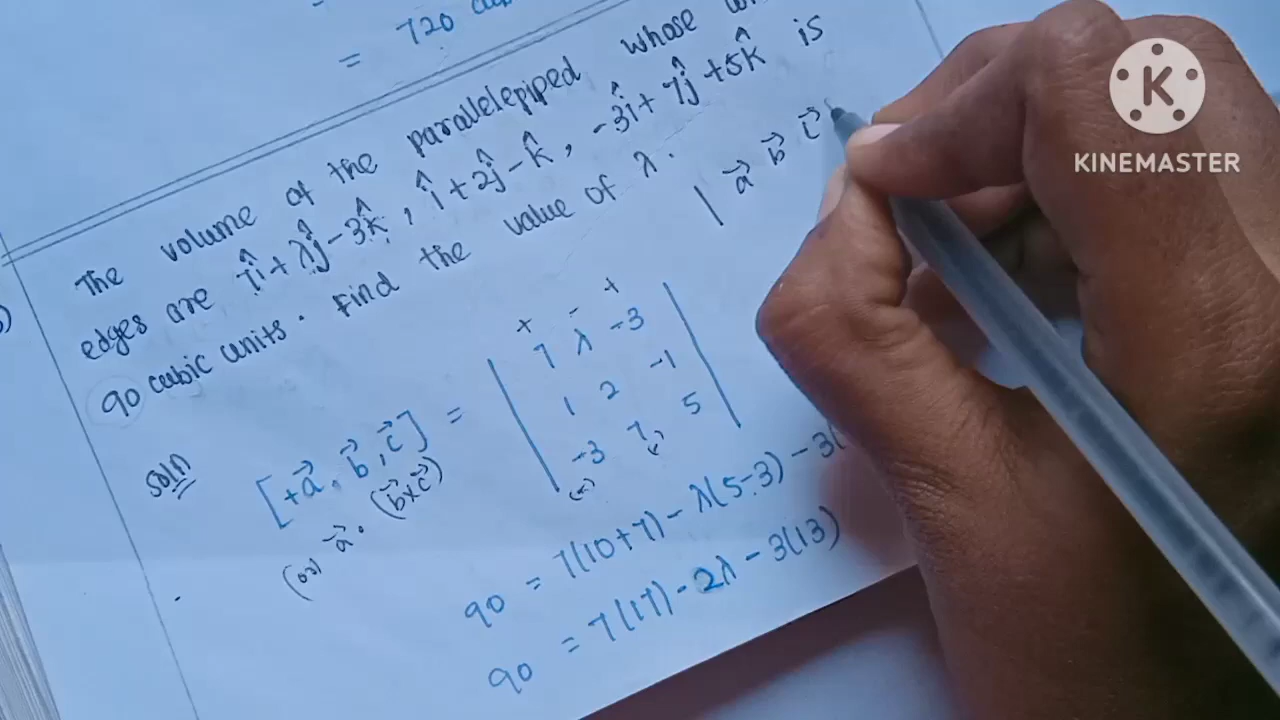 = 720 cu
The volume of the parallelepiped whose
edges are 7î + λĵ - 3k̂, î + 2ĵ - k̂, -3î + 7ĵ + 5k̂ is
90 cubic units. Find the value of λ.
| a⃗ b⃗ c⃗
Soln
[+a⃗, b⃗, c⃗] =
(or) a⃗ · (b⃗×c⃗)
+ - +
7 λ -3
1 2 -1
-3 7 5
90 = 7(10+7) - λ(5-3) - 3(
90 = 7(17) - 2λ - 3(13)
KINEMASTER